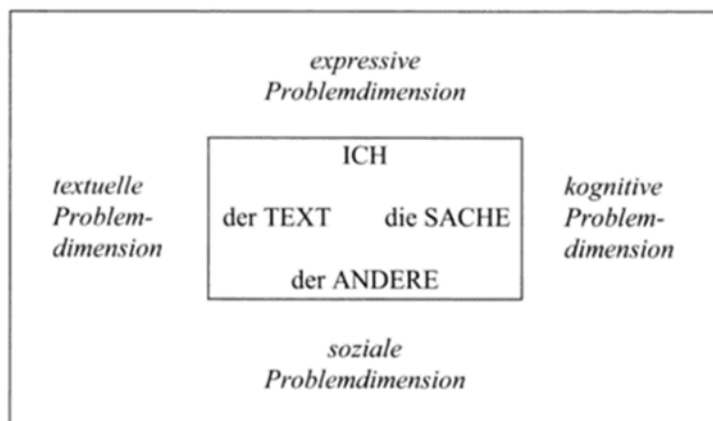 expressive
Problemdimension
ICH
textuelle
Problem-
dimension
der TEXT die SACHE
kognitive
Problem-
dimension
der ANDERE
soziale
Problemdimension